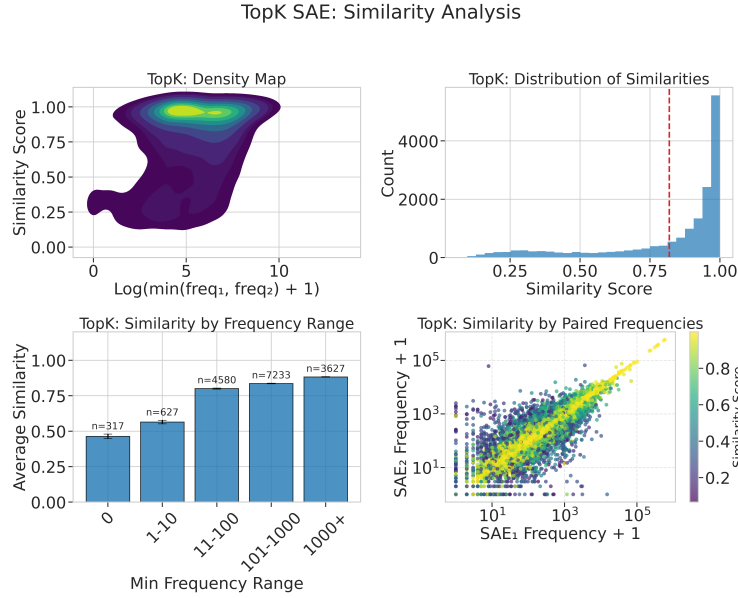 TopK SAE: Similarity Analysis
TopK: Density Map
Similarity Score
1.00
0.75
0.50
0.25
0.00
0
5
10
Log(min(freq₁, freq₂) + 1)
TopK: Distribution of Similarities
Count
4000
2000
0
0.25
0.50
0.75
1.00
Similarity Score
TopK: Similarity by Frequency Range
Average Similarity
1.00
0.75
0.50
0.25
0.00
n=317
n=627
n=4580
n=7233
n=3627
0
1-10
11-100
101-1000
1000+
Min Frequency Range
TopK: Similarity by Paired Frequencies
SAE₂ Frequency + 1
10⁵
10³
10¹
10¹
10³
10⁵
SAE₁ Frequency + 1
0.8
0.6
0.4
0.2
Similarity Score